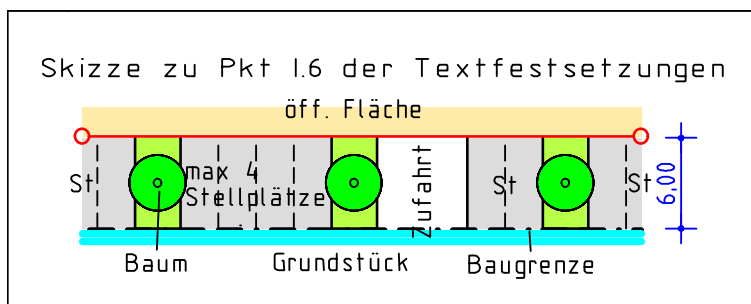 Skizze zu Pkt I.6 der Textfestsetzungen
öff. Fläche
St
max 4
Stellplätze
Zufahrt
St
St
6,00
Baum
Grundstück
Baugrenze